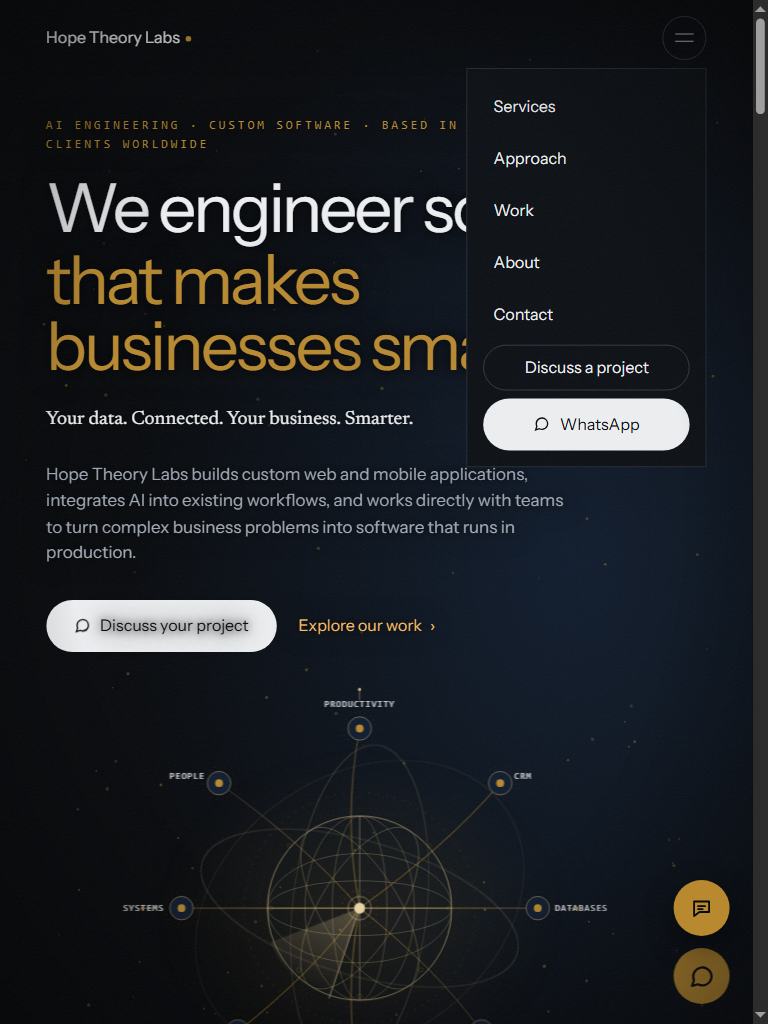 Hope Theory Labs
AI ENGINEERING · CUSTOM SOFTWARE · BASED IN
CLIENTS WORLDWIDE
We engineer so
that makes
businesses sma
Your data. Connected. Your business. Smarter.
Hope Theory Labs builds custom web and mobile applications,
integrates AI into existing workflows, and works directly with teams
to turn complex business problems into software that runs in
production.
Discuss your project
Explore our work ›
Services
Approach
Work
About
Contact
Discuss a project
WhatsApp
PRODUCTIVITY
PEOPLE
CRM
SYSTEMS
DATABASES